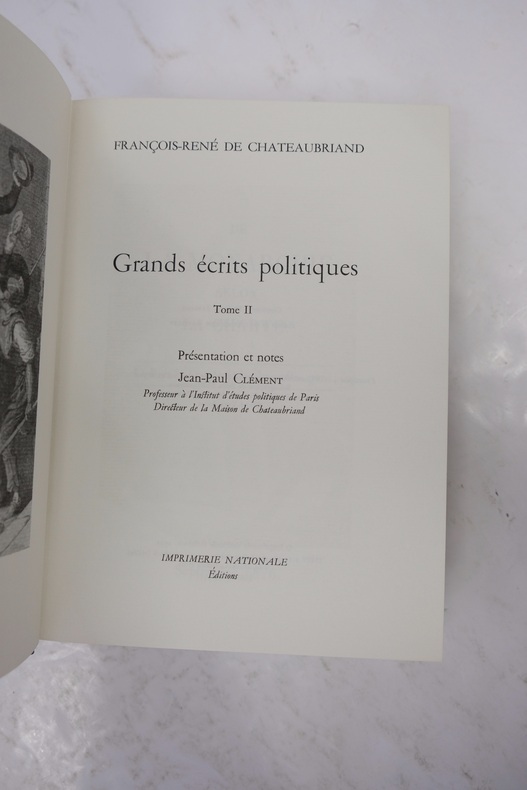 FRANÇOIS-RENÉ DE CHATEAUBRIAND
Grands écrits politiques
Tome II
Présentation et notes
Jean-Paul CLÉMENT
Professeur à l'Institut d'études politiques de Paris
Directeur de la Maison de Chateaubriand
IMPRIMERIE NATIONALE
Éditions